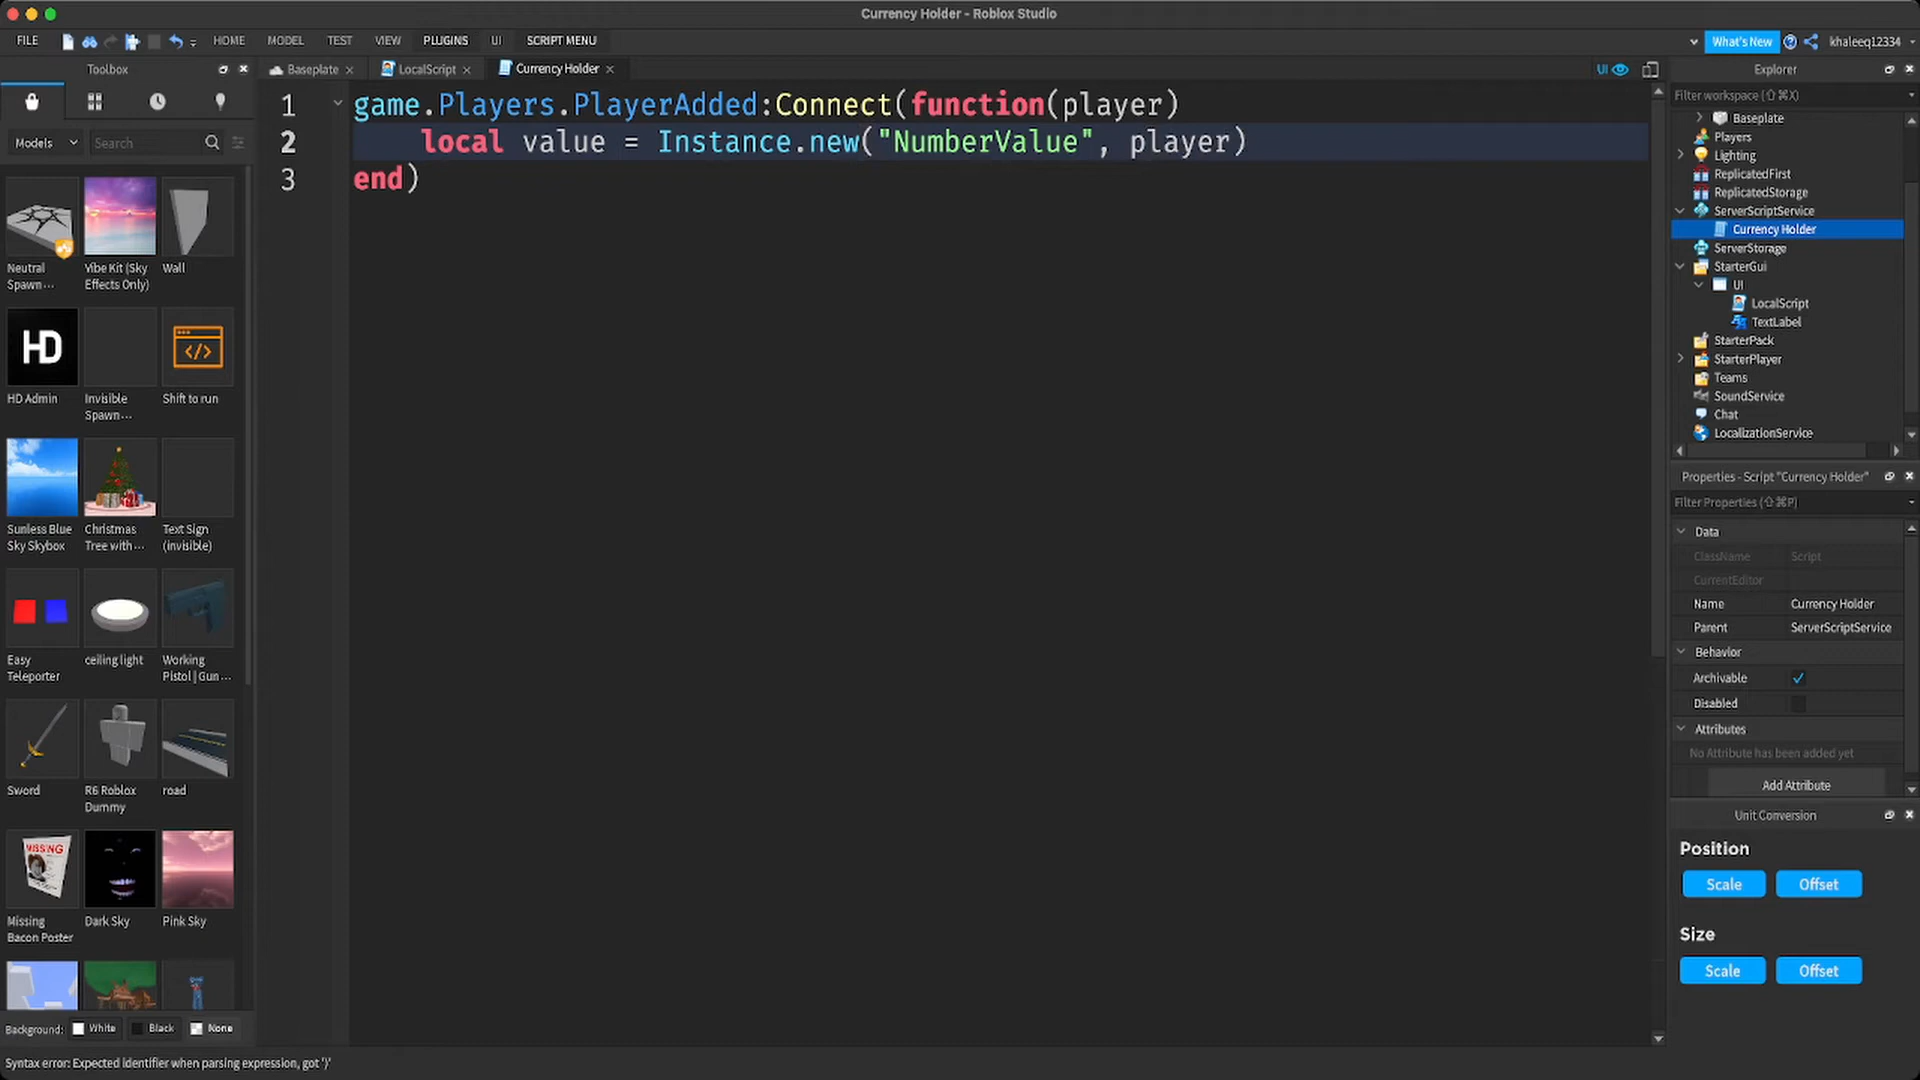 Currency Holder - Roblox Studio
FILE
HOME
MODEL
TEST
VIEW
PLUGINS
UI
SCRIPT MENU
What's New
khaleeq12334
Toolbox
Models
Search
Neutral
Spawn...
Vibe Kit (Sky
Effects Only)
Wall
HD
HD Admin
Invisible
Spawn...
Shift to run
Sunless Blue
Sky Skybox
Christmas
Tree with...
Text Sign
(invisible)
Easy
Teleporter
ceiling light
Working
Pistol | Gun...
Sword
R6 Roblox
Dummy
road
MISSING
Missing
Bacon Poster
Dark Sky
Pink Sky
Background:
White
Black
None
Baseplate
LocalScript
Currency Holder
UI
1 game.Players.PlayerAdded:Connect(function(player)
2 local value = Instance.new("NumberValue", player)
3 end)
Explorer
Filter workspace (⇧⌘X)
Baseplate
Players
Lighting
ReplicatedFirst
ReplicatedStorage
ServerScriptService
Currency Holder
ServerStorage
StarterGui
UI
LocalScript
TextLabel
StarterPack
StarterPlayer
Teams
SoundService
Chat
LocalizationService
Properties - Script "Currency Holder"
Filter Properties (⇧⌘P)
Data
ClassName Script
CurrentEditor
Name Currency Holder
Parent ServerScriptService
Behavior
Archivable
Disabled
Attributes
No Attribute has been added yet
Add Attribute
Unit Conversion
Position
Scale
Offset
Size
Scale
Offset
Syntax error: Expected identifier when parsing expression, got ')'